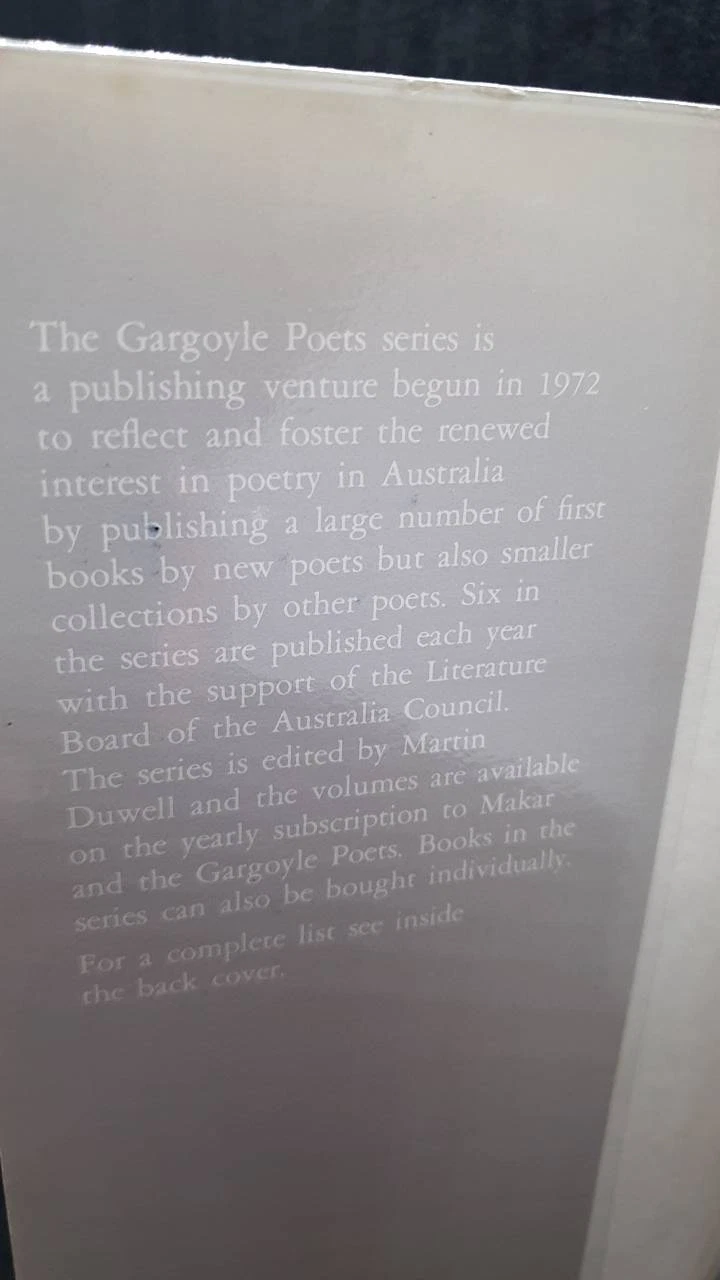 The Gargoyle Poets series is
a publishing venture begun in 1972
to reflect and foster the renewed
interest in poetry in Australia
by publishing a large number of first
books by new poets but also smaller
collections by other poets. Six in
the series are published each year
with the support of the Literature
Board of the Australia Council.
The series is edited by Martin
Duwell and the volumes are available
on the yearly subscription to Makar
and the Gargoyle Poets. Books in the
series can also be bought individually.
For a complete list see inside
the back cover.